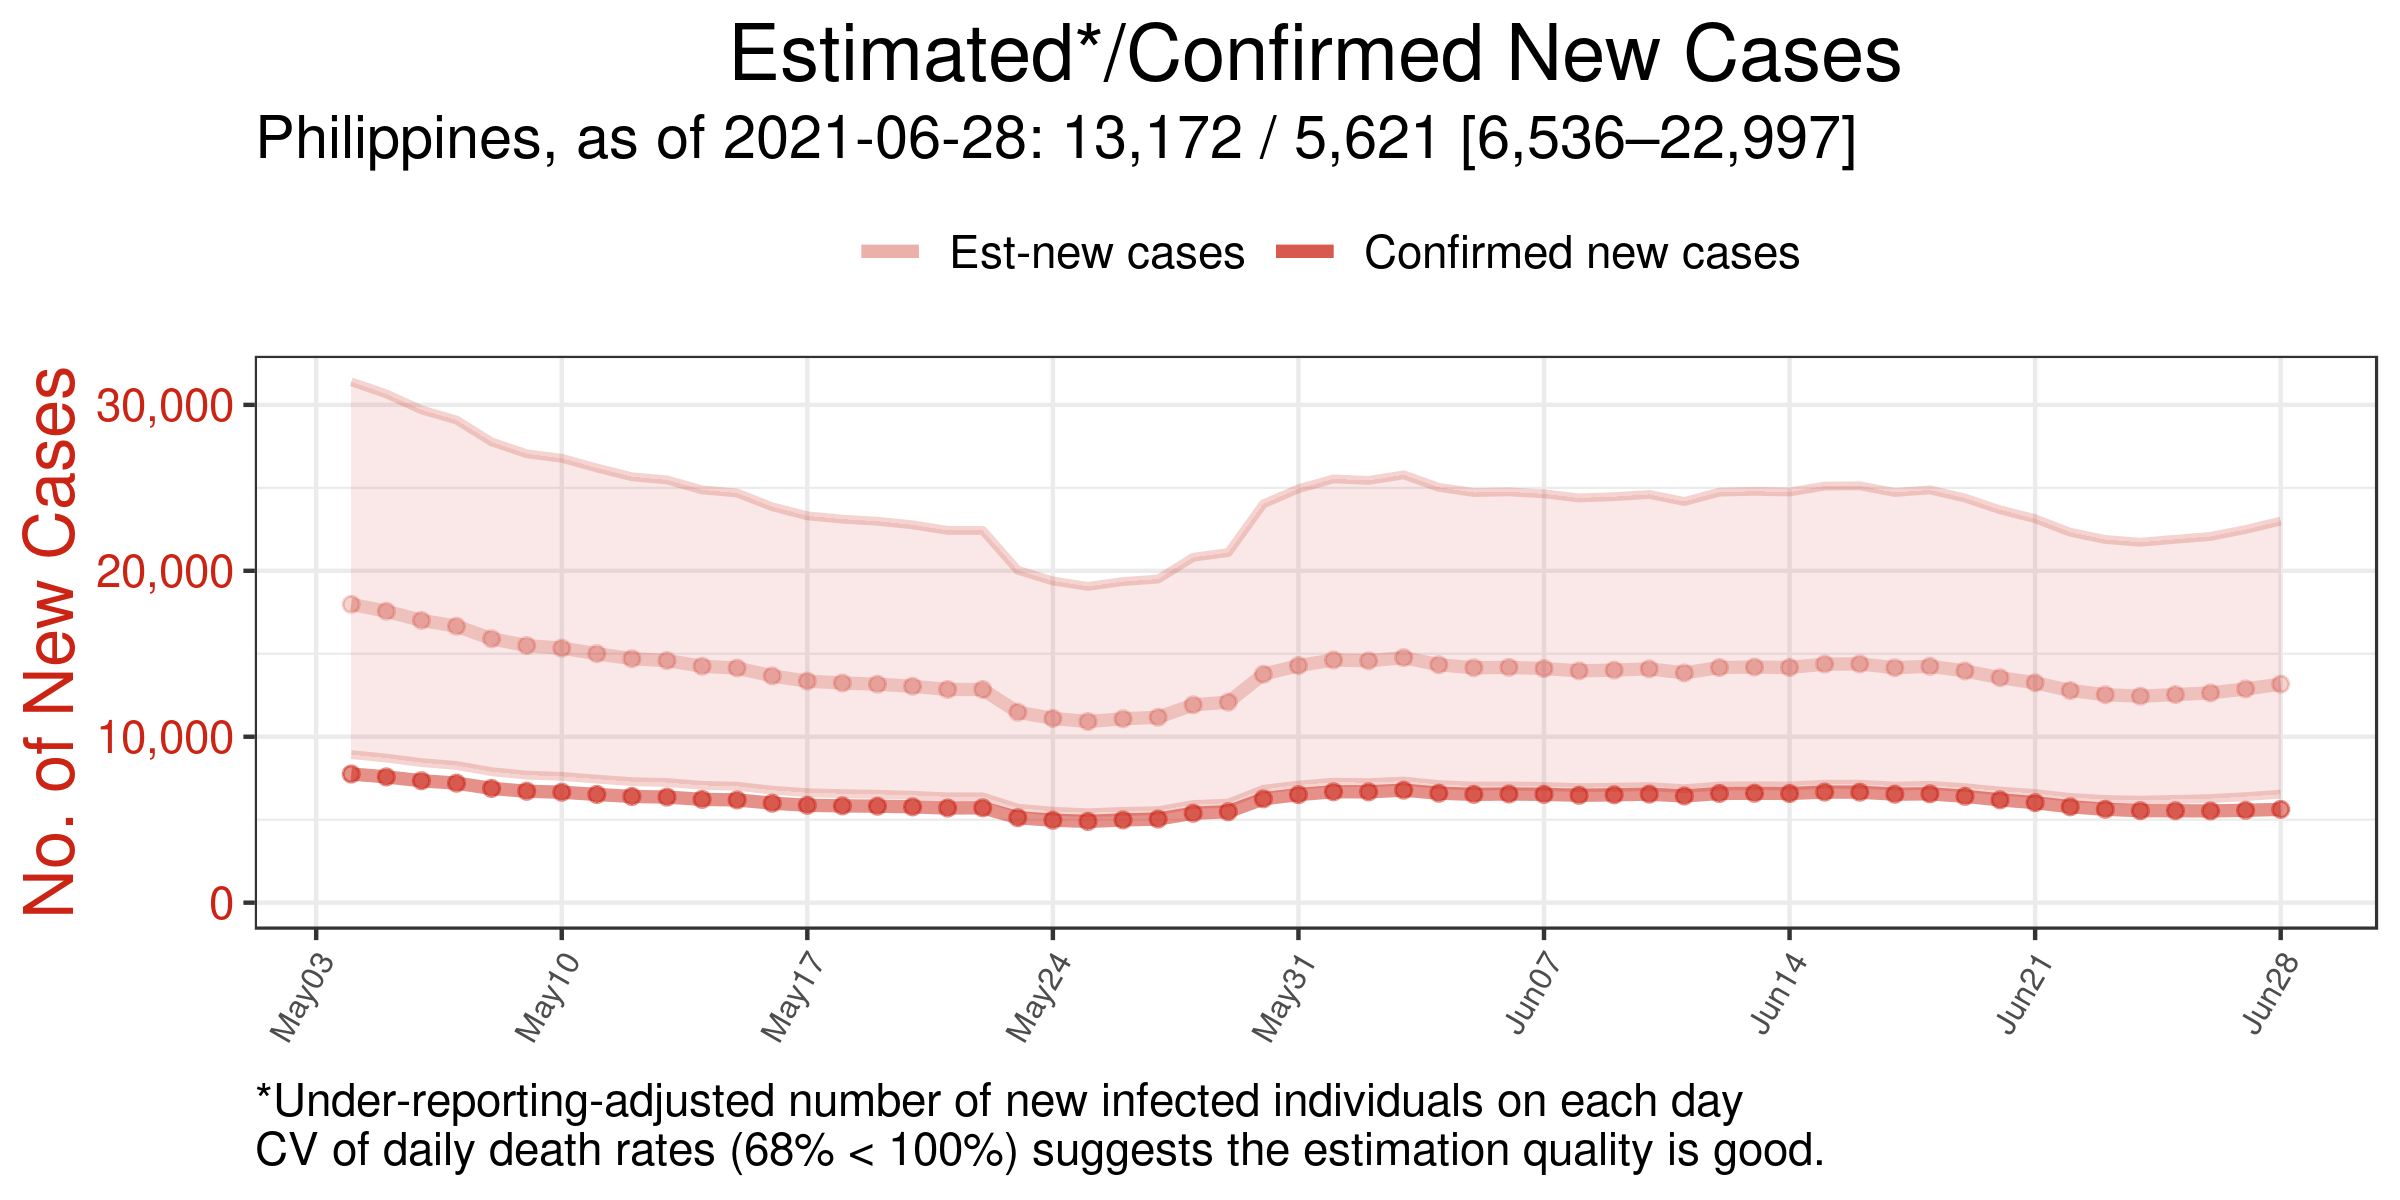 Estimated*/Confirmed New Cases
Philippines, as of 2021-06-28: 13,172 / 5,621 [6,536–22,997]
Est-new cases Confirmed new cases
No. of New Cases
30,000
20,000
10,000
0
May03 May10 May17 May24 May31 Jun07 Jun14 Jun21 Jun28
*Under-reporting-adjusted number of new infected individuals on each day
CV of daily death rates (68% < 100%) suggests the estimation quality is good.